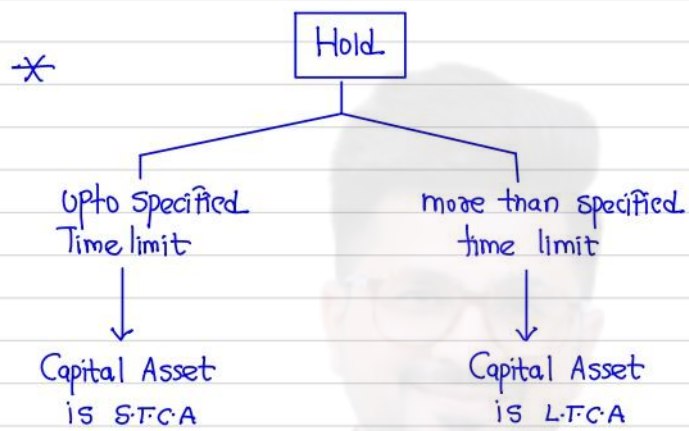 Hold
Upto Specified
Time limit
more than specified
time limit
Capital Asset
is S.T.C.A
Capital Asset
is L.T.C.A